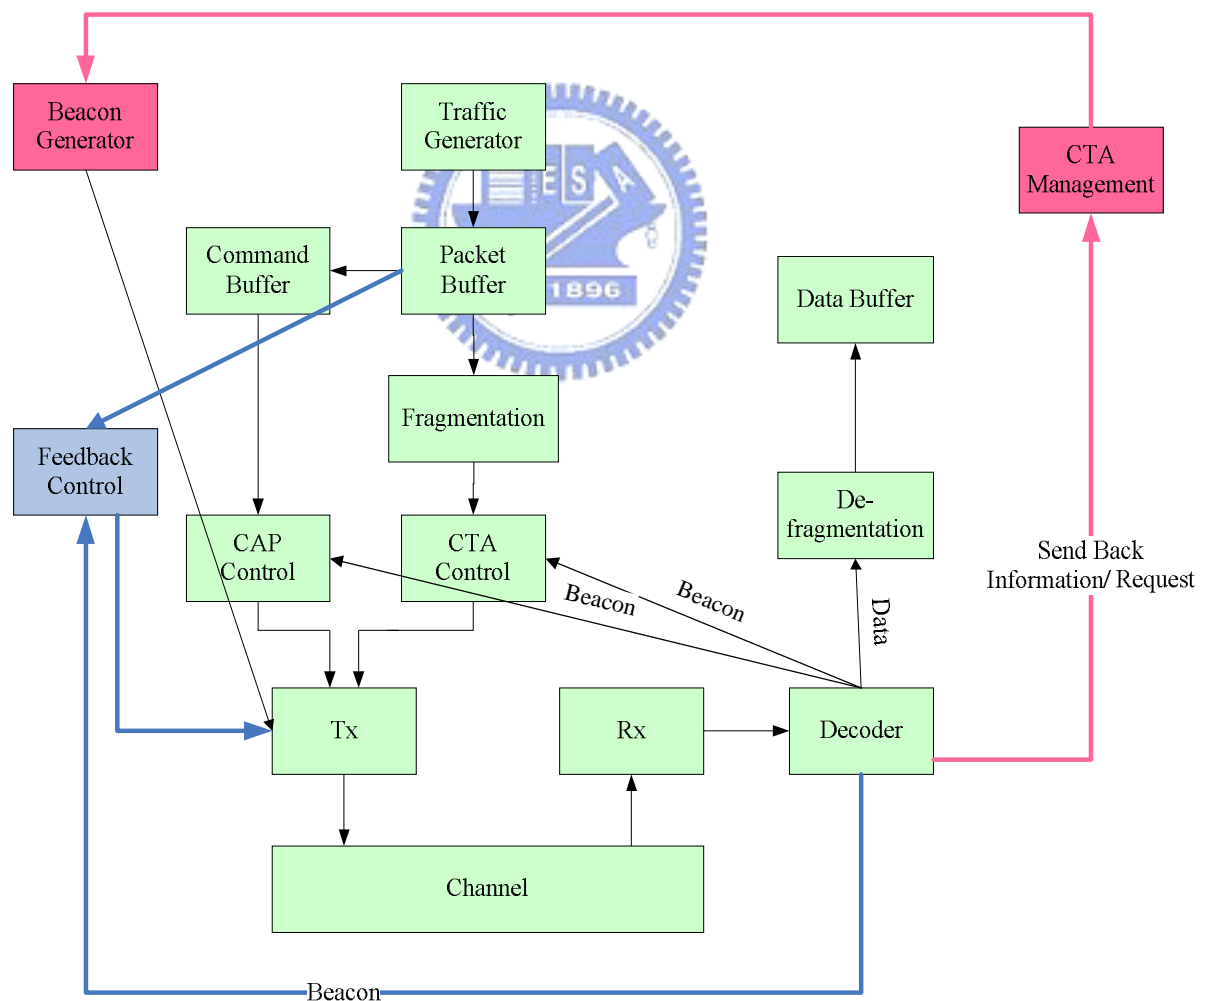 Beacon
Generator
Traffic
Generator
CTA
Management
Command
Buffer
Packet
Buffer
Data Buffer
E S A
1896
Fragmentation
Feedback
Control
De-
fragmentation
CAP
Control
CTA
Control
Send Back
Information/ Request
Beacon
Beacon
Data
Tx
Rx
Decoder
Channel
Beacon